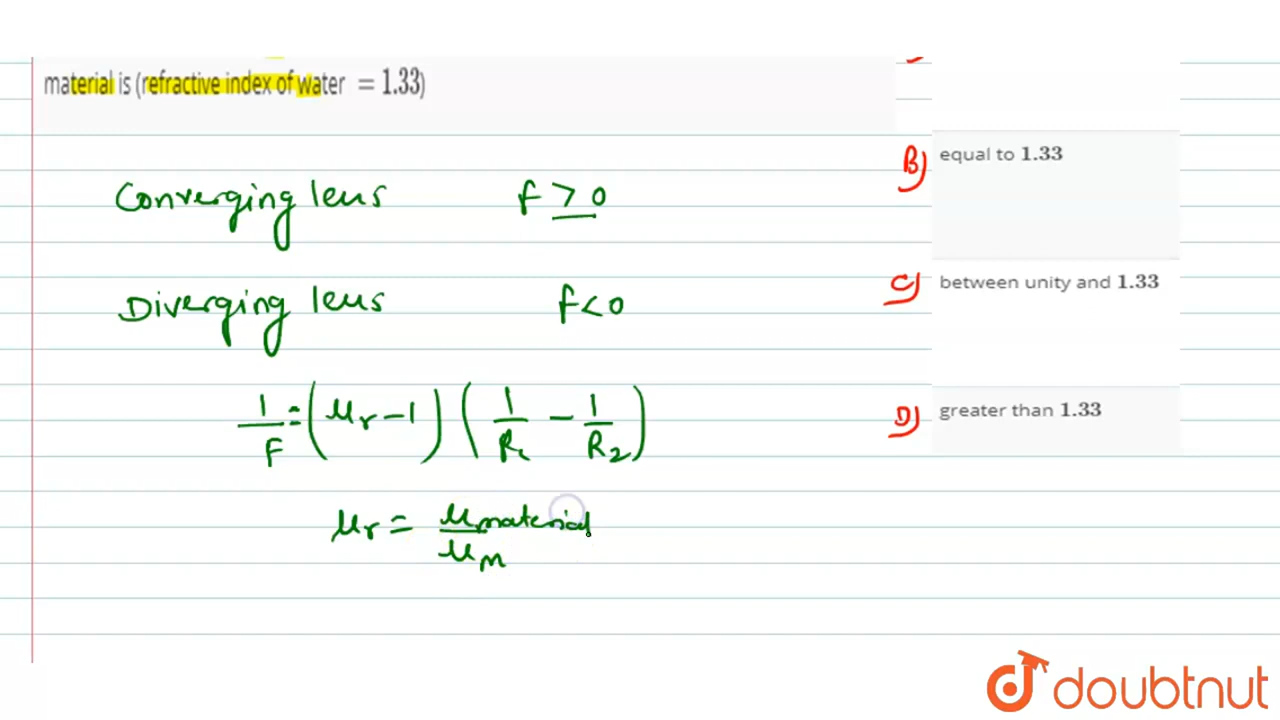 material is (refractive index of water = 1.33)
B) equal to 1.33
Converging lens f > 0
C) between unity and 1.33
Diverging lens f < 0
1/F = (μr − 1) (1/R1 − 1/R2)
D) greater than 1.33
μr = μmaterial/μm
doubtnut